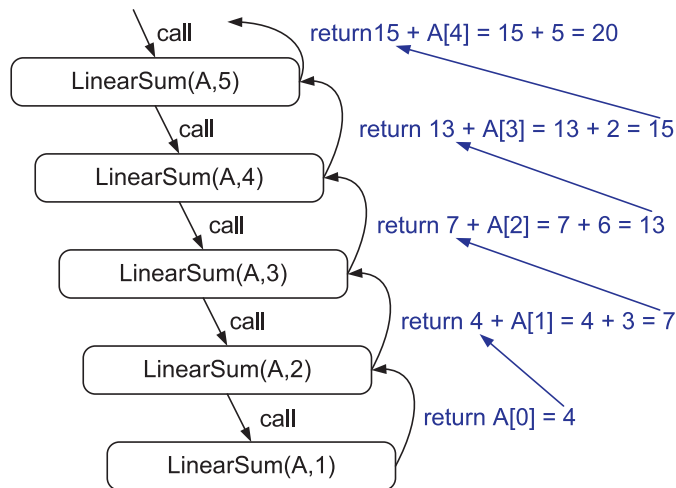 call
return15 + A[4] = 15 + 5 = 20
LinearSum(A,5)
call
return 13 + A[3] = 13 + 2 = 15
LinearSum(A,4)
call
return 7 + A[2] = 7 + 6 = 13
LinearSum(A,3)
call
return 4 + A[1] = 4 + 3 = 7
LinearSum(A,2)
call
return A[0] = 4
LinearSum(A,1)